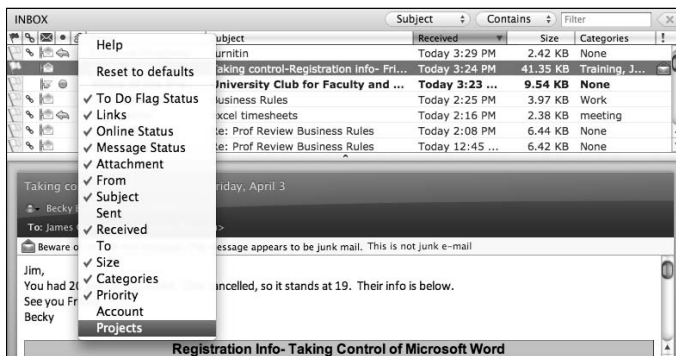 INBOX Subject Contains Filter
Subject Received Size Categories !
urnitin Today 3:29 PM 2.42 KB None
Taking control-Registration info- Fri... Today 3:24 PM 41.35 KB Training, J...
University Club for Faculty and ... Today 3:23 ... 9.54 KB None
usiness Rules Today 2:25 PM 3.97 KB Work
xcel timesheets Today 2:16 PM 2.38 KB meeting
e: Prof Review Business Rules Today 2:08 PM 6.44 KB None
e: Prof Review Business Rules Today 12:45 ... 6.42 KB None
Help
Reset to defaults
✓ To Do Flag Status
✓ Links
✓ Online Status
✓ Message Status
✓ Attachment
✓ From
✓ Subject
Sent
✓ Received
To
✓ Size
✓ Categories
✓ Priority
Account
Projects
Taking co riday, April 3
Becky
To: James
Beware o essage appears to be junk mail. This is not junk e-mail
Jim,
You had 2 ancelled, so it stands at 19. Their info is below.
See you Fr
Becky
Registration Info- Taking Control of Microsoft Word